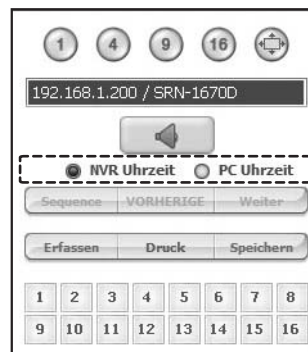 1 4 9 16
192.168.1.200 / SRN-1670D
NVR Uhrzeit PC Uhrzeit
Sequence VORHERIGE Weiter
Erfassen Druck Speichern
1 2 3 4 5 6 7 8
9 10 11 12 13 14 15 16